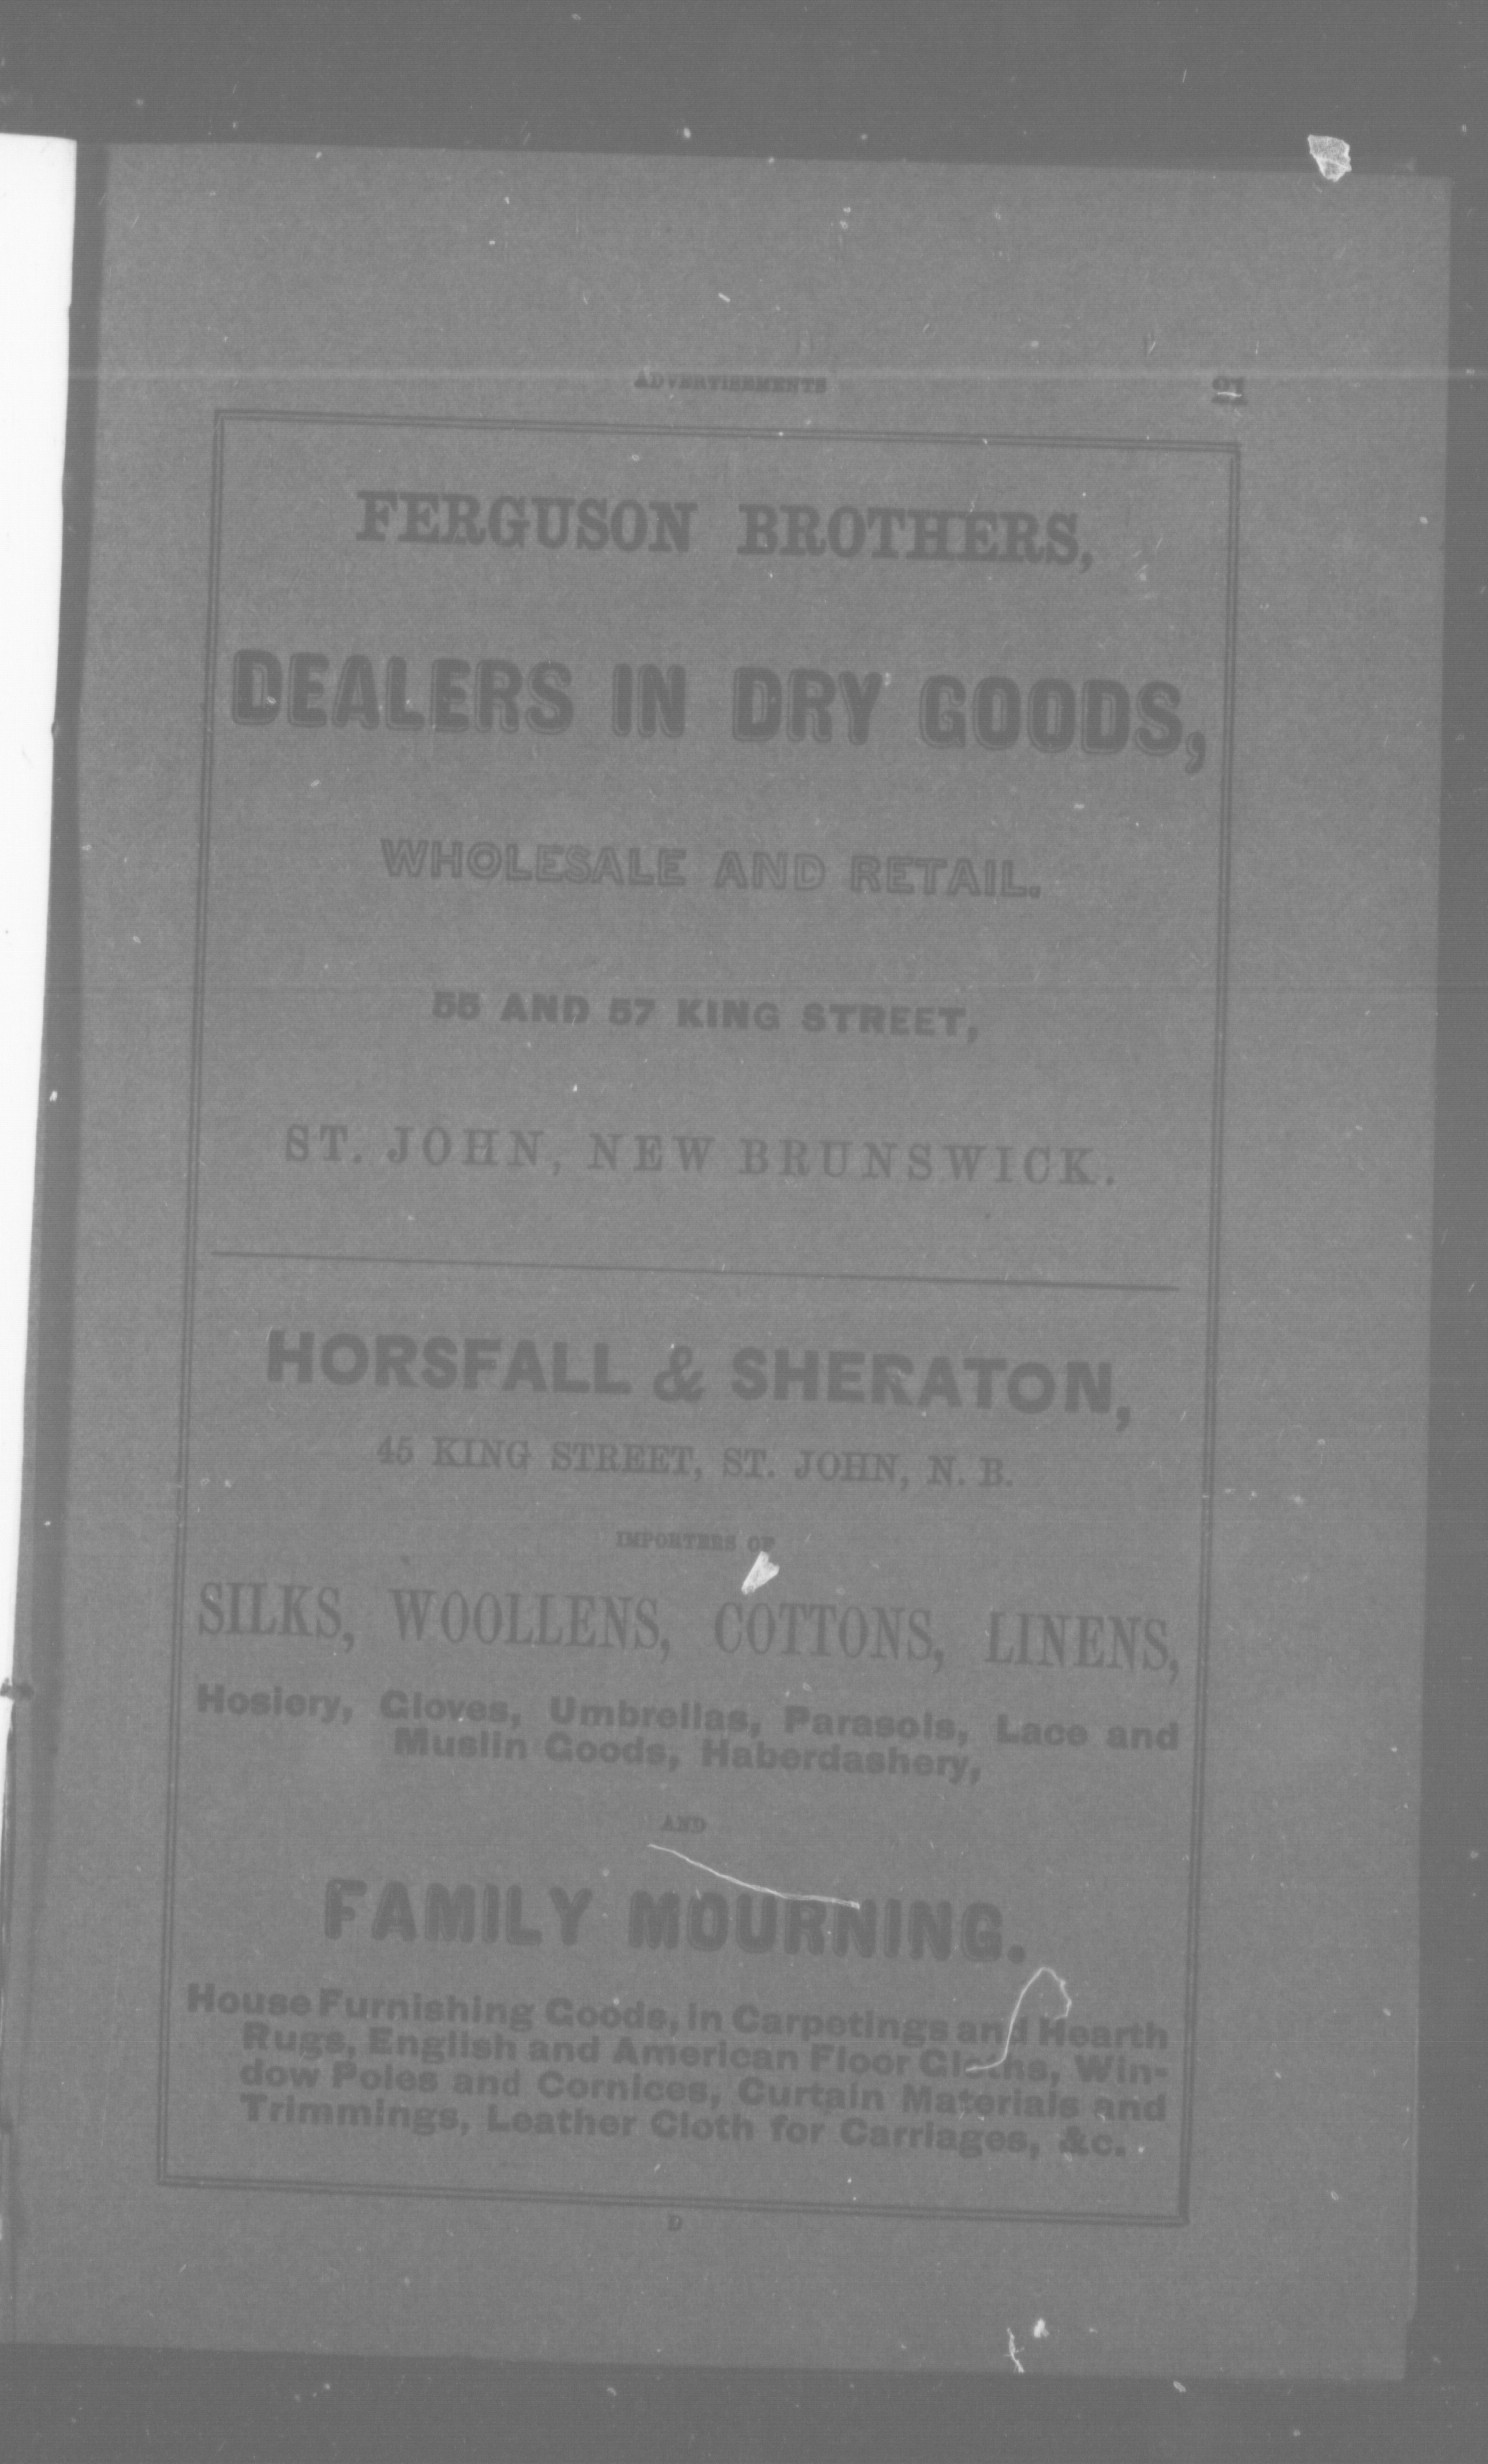 ADVERTISEMENTS
FERGUSON BROTHERS,
DEALERS IN DRY GOODS,
WHOLESALE AND RETAIL.
55 AND 57 KING STREET,
ST. JOHN, NEW BRUNSWICK.
HORSFALL & SHERATON,
45 KING STREET, ST. JOHN, N. B.
IMPORTERS OF
SILKS, WOOLLENS, COTTONS, LINENS,
Hosiery, Gloves, Umbrellas, Parasols, Lace and
Muslin Goods, Haberdashery,
AND
FAMILY MOURNING.
House Furnishing Goods, in Carpetings and Hearth
Rugs, English and American Floor Cloths, Win-
dow Poles and Cornices, Curtain Materials and
Trimmings, Leather Cloth for Carriages, &c.
D